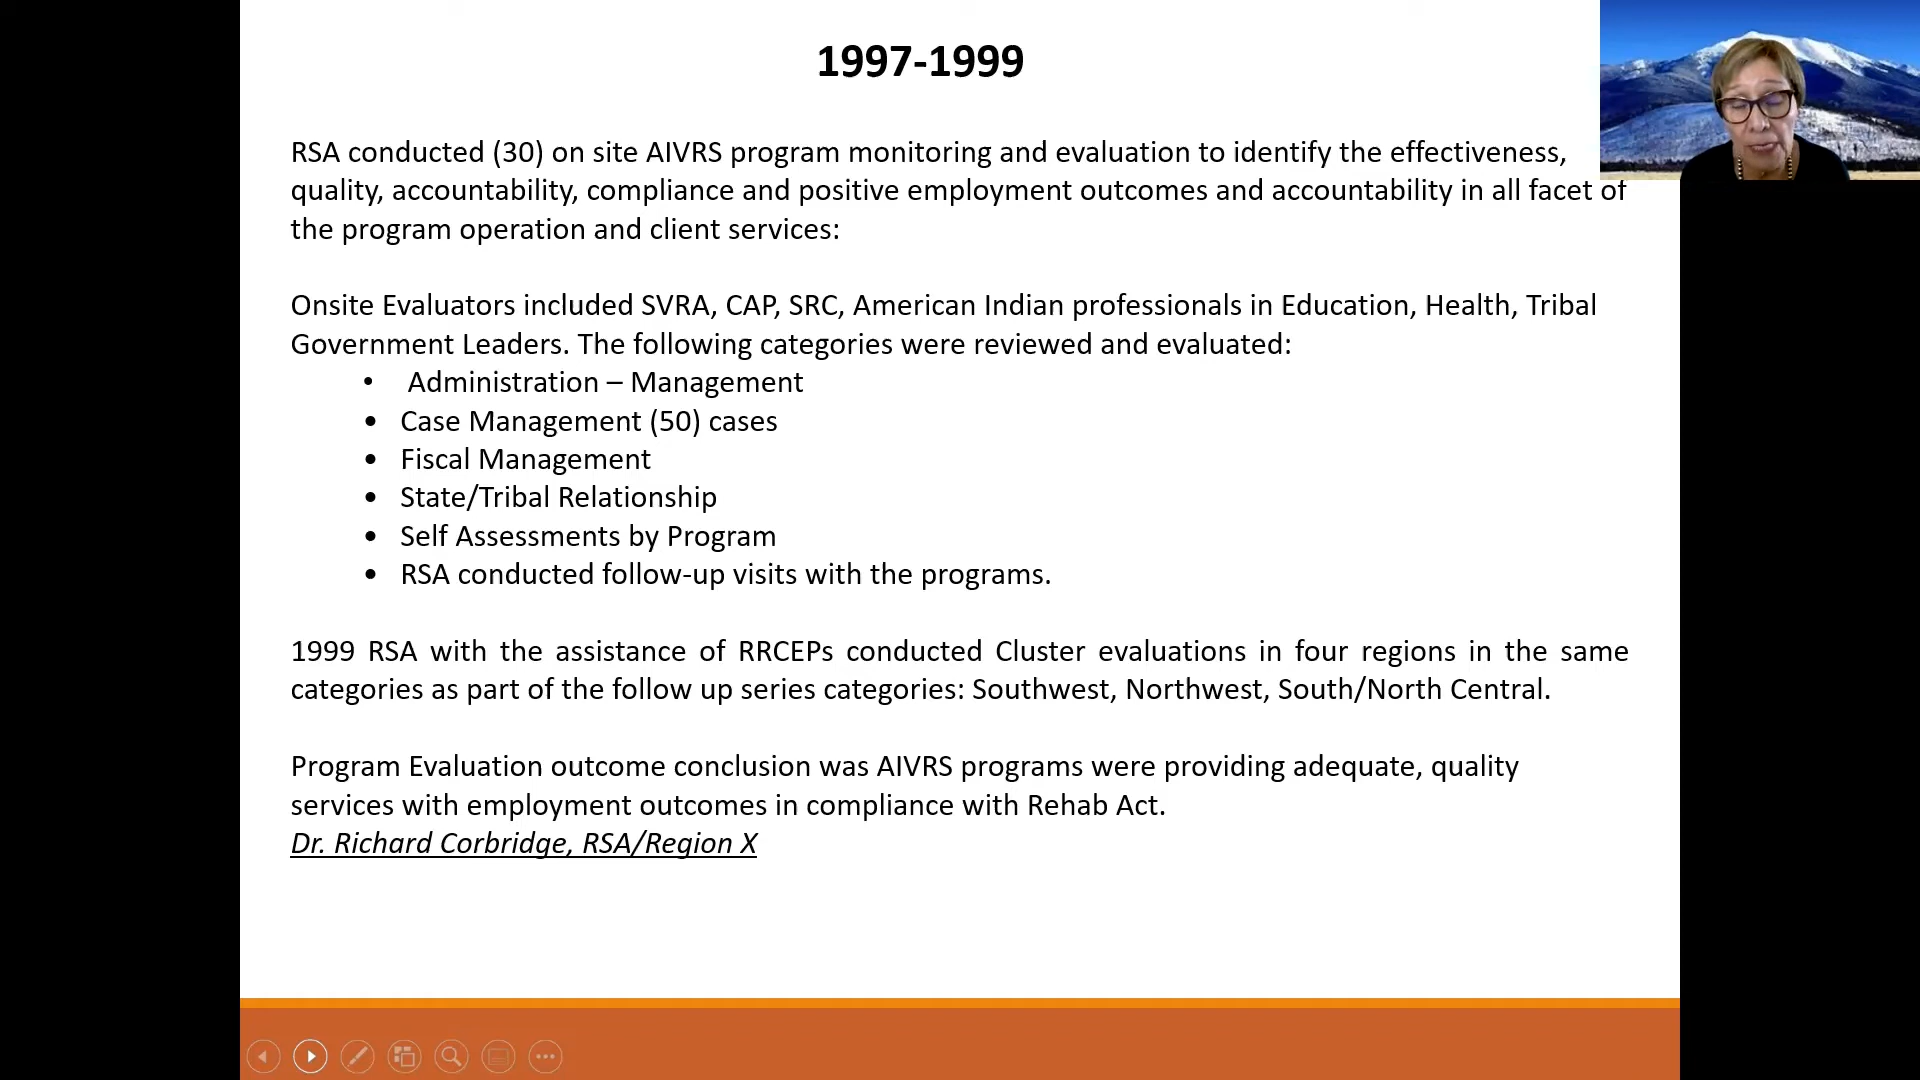 1997-1999
RSA conducted (30) on site AIVRS program monitoring and evaluation to identify the effectiveness,
quality, accountability, compliance and positive employment outcomes and accountability in all facet of
the program operation and client services:
Onsite Evaluators included SVRA, CAP, SRC, American Indian professionals in Education, Health, Tribal
Government Leaders. The following categories were reviewed and evaluated:
• Administration – Management
• Case Management (50) cases
• Fiscal Management
• State/Tribal Relationship
• Self Assessments by Program
• RSA conducted follow-up visits with the programs.
1999 RSA with the assistance of RRCEPs conducted Cluster evaluations in four regions in the same
categories as part of the follow up series categories: Southwest, Northwest, South/North Central.
Program Evaluation outcome conclusion was AIVRS programs were providing adequate, quality
services with employment outcomes in compliance with Rehab Act.
Dr. Richard Corbridge, RSA/Region X